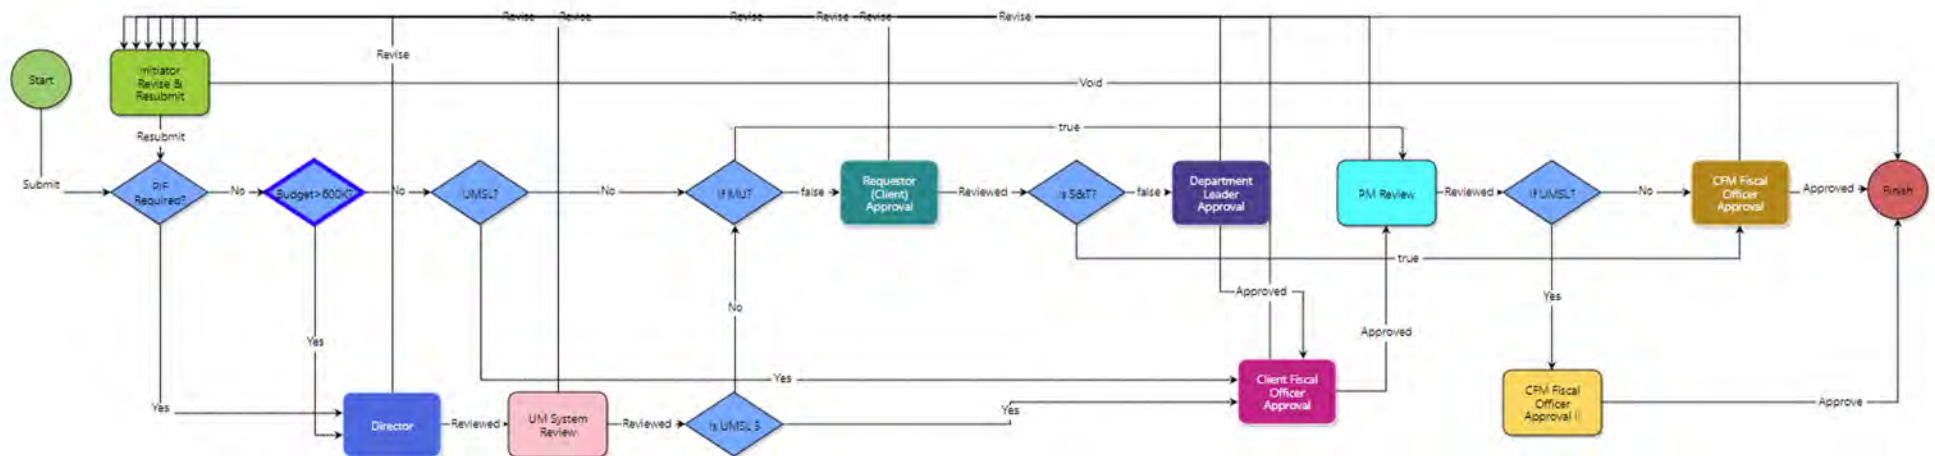 Revise
Revise
Revise
Revise
Revise
Revise
Revise
Start
Initiator
Revise &
Resubmit
Void
Resubmit
true
Submit
PIF
Required?
No
Budget>600K?
No
UMSL?
No
If MU?
false
Requestor
(Client)
Approval
Reviewed
Is S&T?
false
Department
Leader
Approval
PM Review
Reviewed
If UMSL?
No
CFM Fiscal
Officer
Approval
Approved
Finish
true
Approved
Yes
No
Yes
Approved
Yes
Client Fiscal
Officer
Approval
CFM Fiscal
Officer
Approval II
Approve
Yes
Yes
Director
Reviewed
UM System
Review
Reviewed
Is UMSL